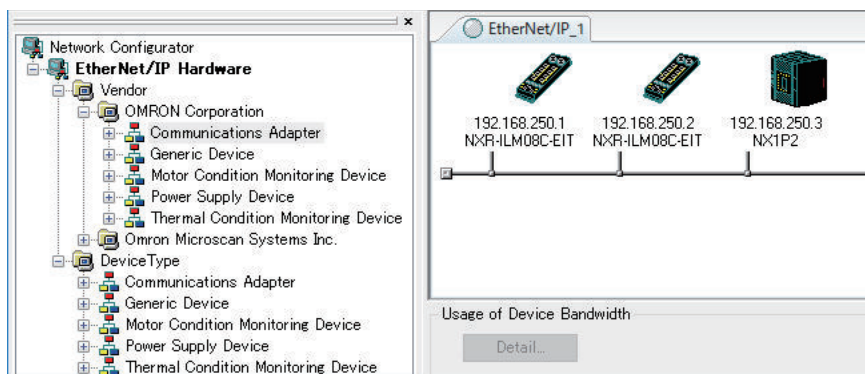 Network Configurator
EtherNet/IP Hardware
Vendor
OMRON Corporation
Communications Adapter
Generic Device
Motor Condition Monitoring Device
Power Supply Device
Thermal Condition Monitoring Device
Omron Microscan Systems Inc.
DeviceType
Communications Adapter
Generic Device
Motor Condition Monitoring Device
Power Supply Device
Thermal Condition Monitoring Device
EtherNet/IP_1
192.168.250.1 192.168.250.2 192.168.250.3
NXR-ILM08C-EIT NXR-ILM08C-EIT NX1P2
Usage of Device Bandwidth
Detail...